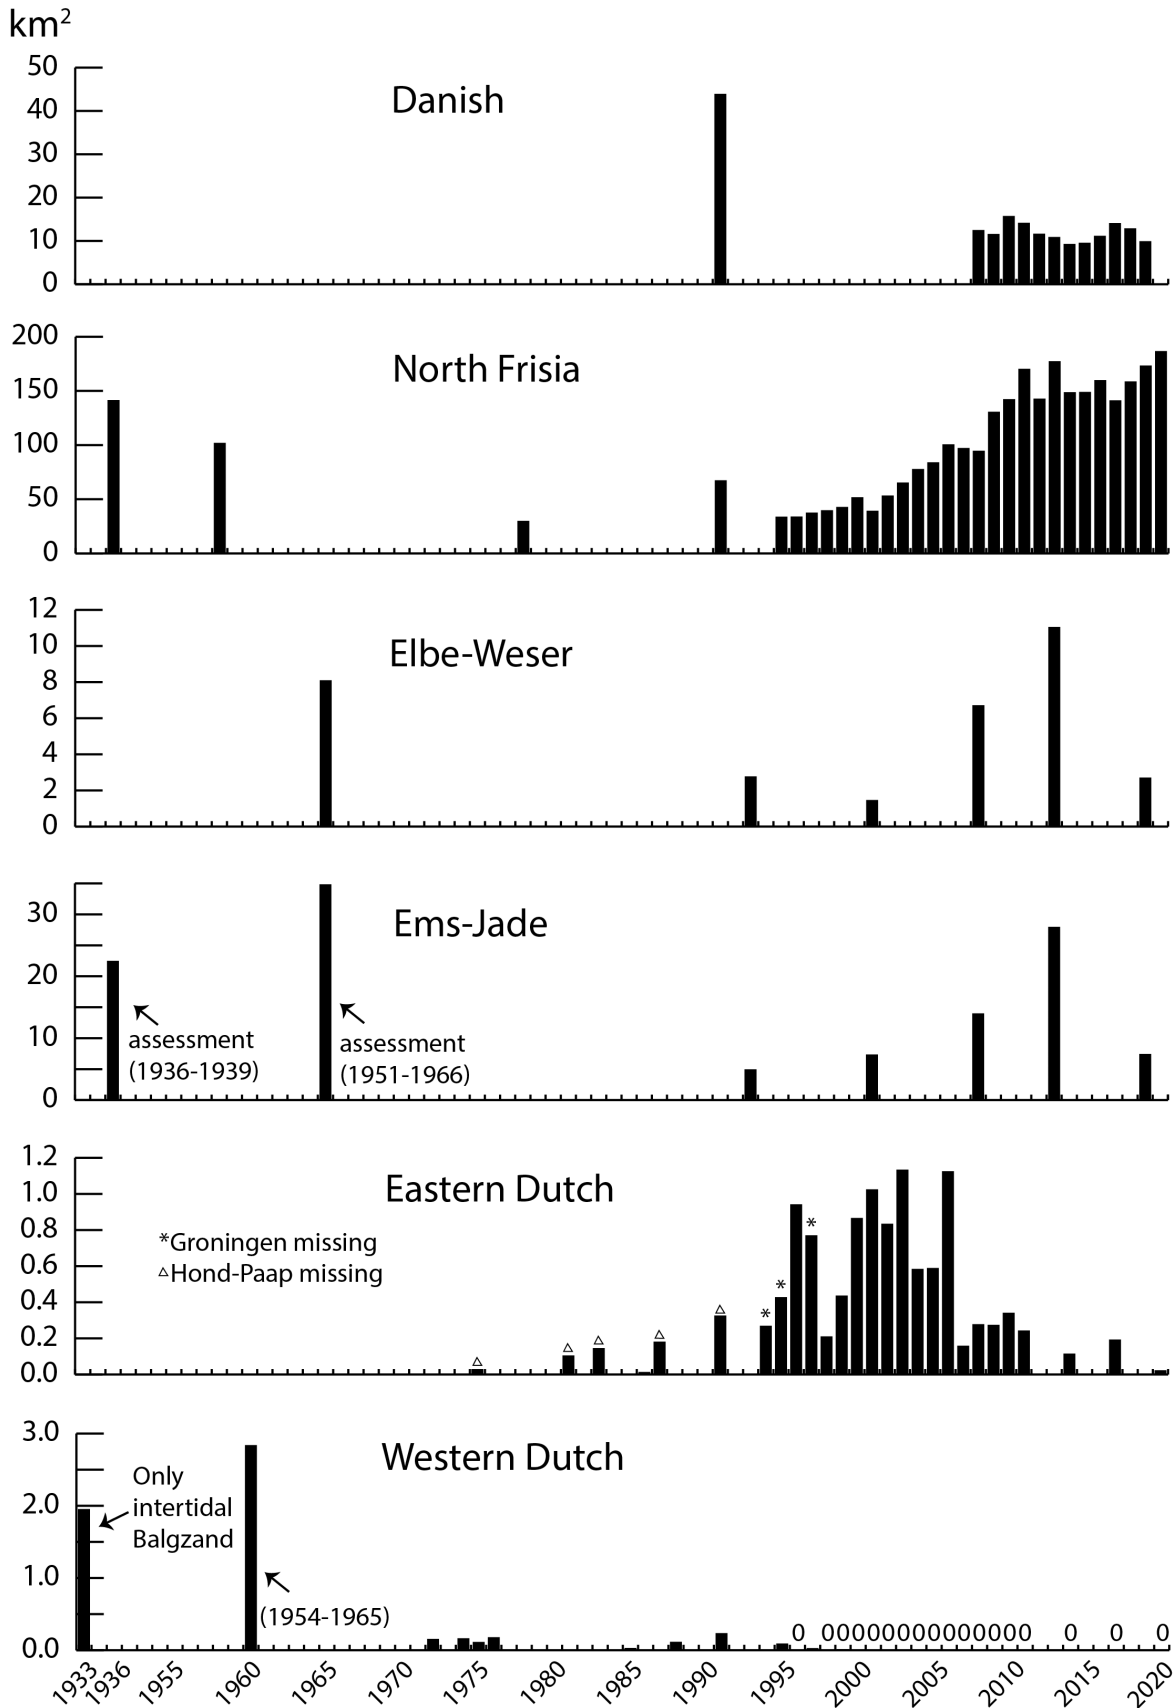 km²
50
40
30
20
10
0
Danish
200
150
100
50
0
North Frisia
12
10
8
6
4
2
0
Elbe-Weser
30
20
10
0
Ems-Jade
assessment
(1936-1939)
assessment
(1951-1966)
1.2
1.0
0.8
0.6
0.4
0.2
0.0
Eastern Dutch
*Groningen missing
△Hond-Paap missing
△ △ △ △ △ * * *
3.0
2.0
1.0
0.0
Western Dutch
Only
intertidal
Balgzand
(1954-1965)
0 00000000000000 0 0 0
1933 1936 1955 1960 1965 1970 1975 1980 1985 1990 1995 2000 2005 2010 2015 2020